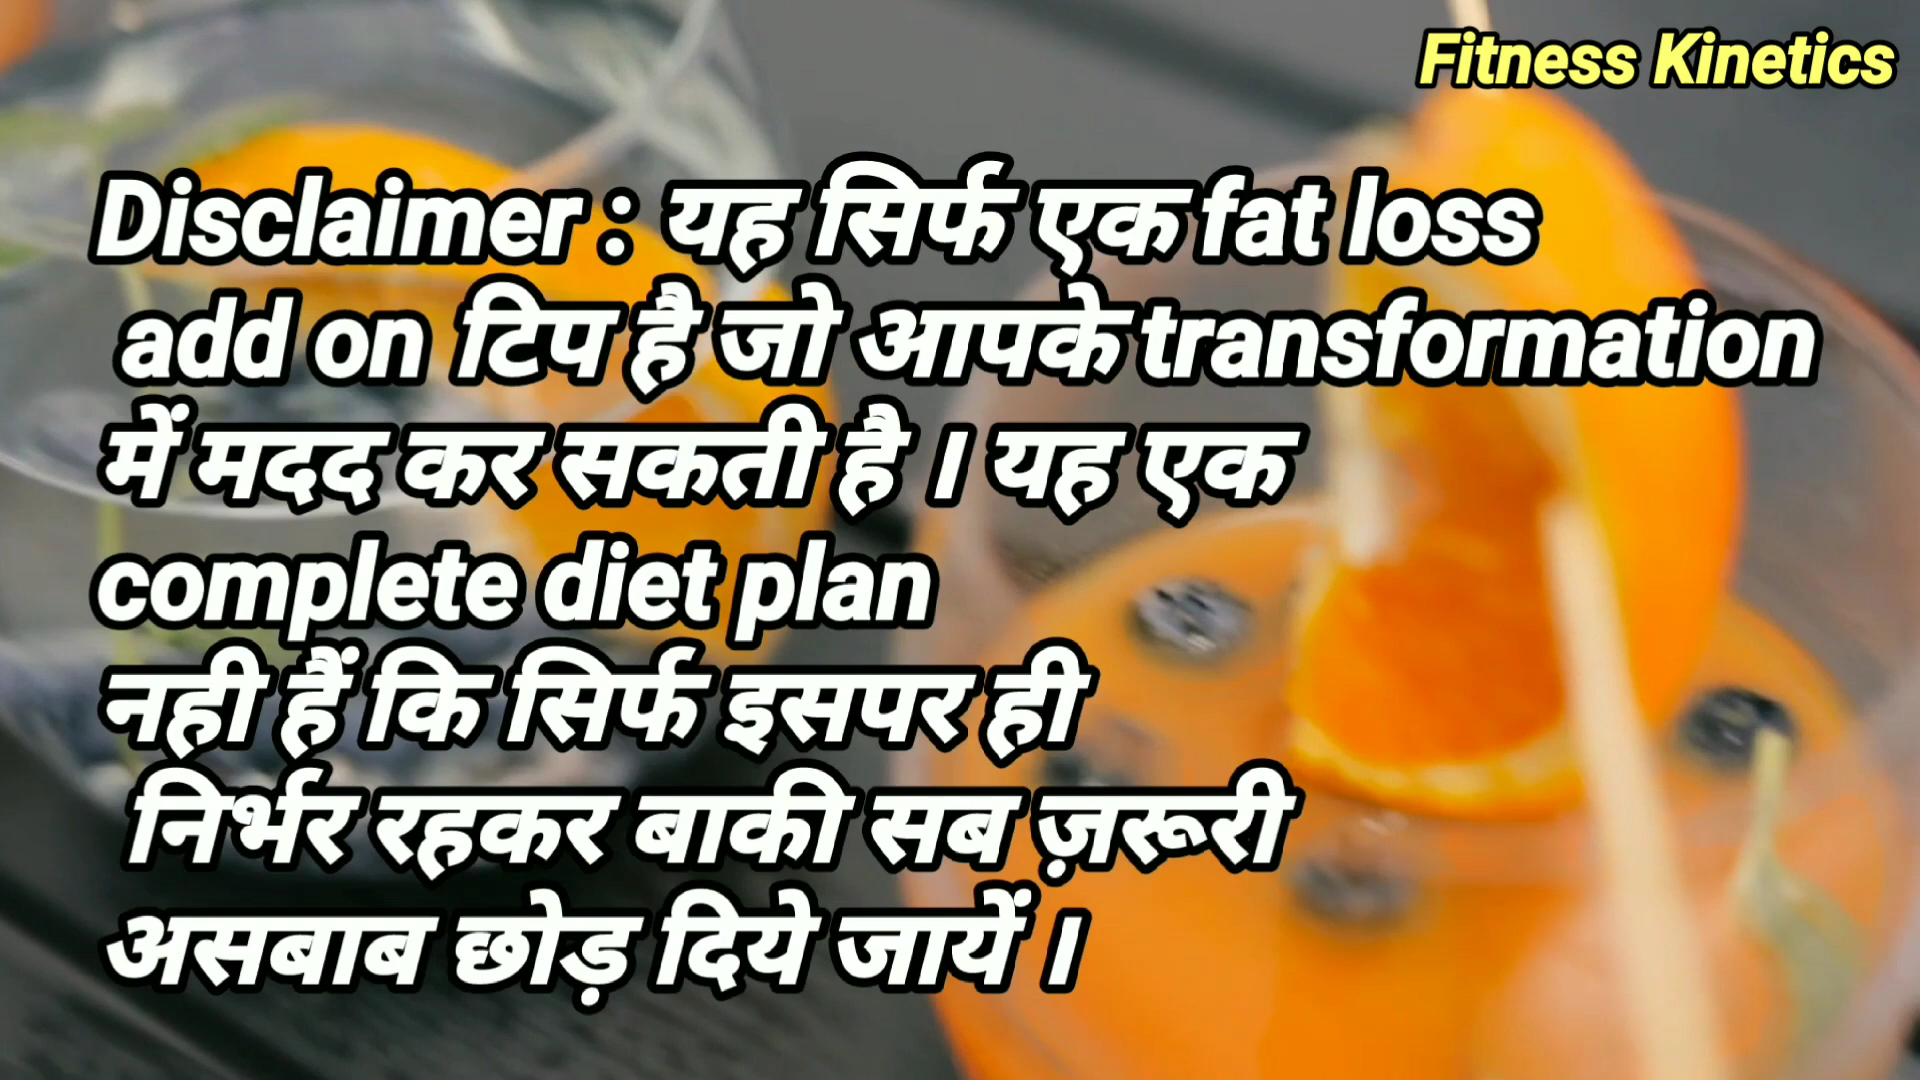 Fitness Kinetics
Disclaimer : यह सिर्फ एक fat loss
add on टिप है जो आपके transformation
में मदद कर सकती है । यह एक
complete diet plan
नही हैं कि सिर्फ इसपर ही
निर्भर रहकर बाकी सब ज़रूरी
असबाब छोड़ दिये जायें ।